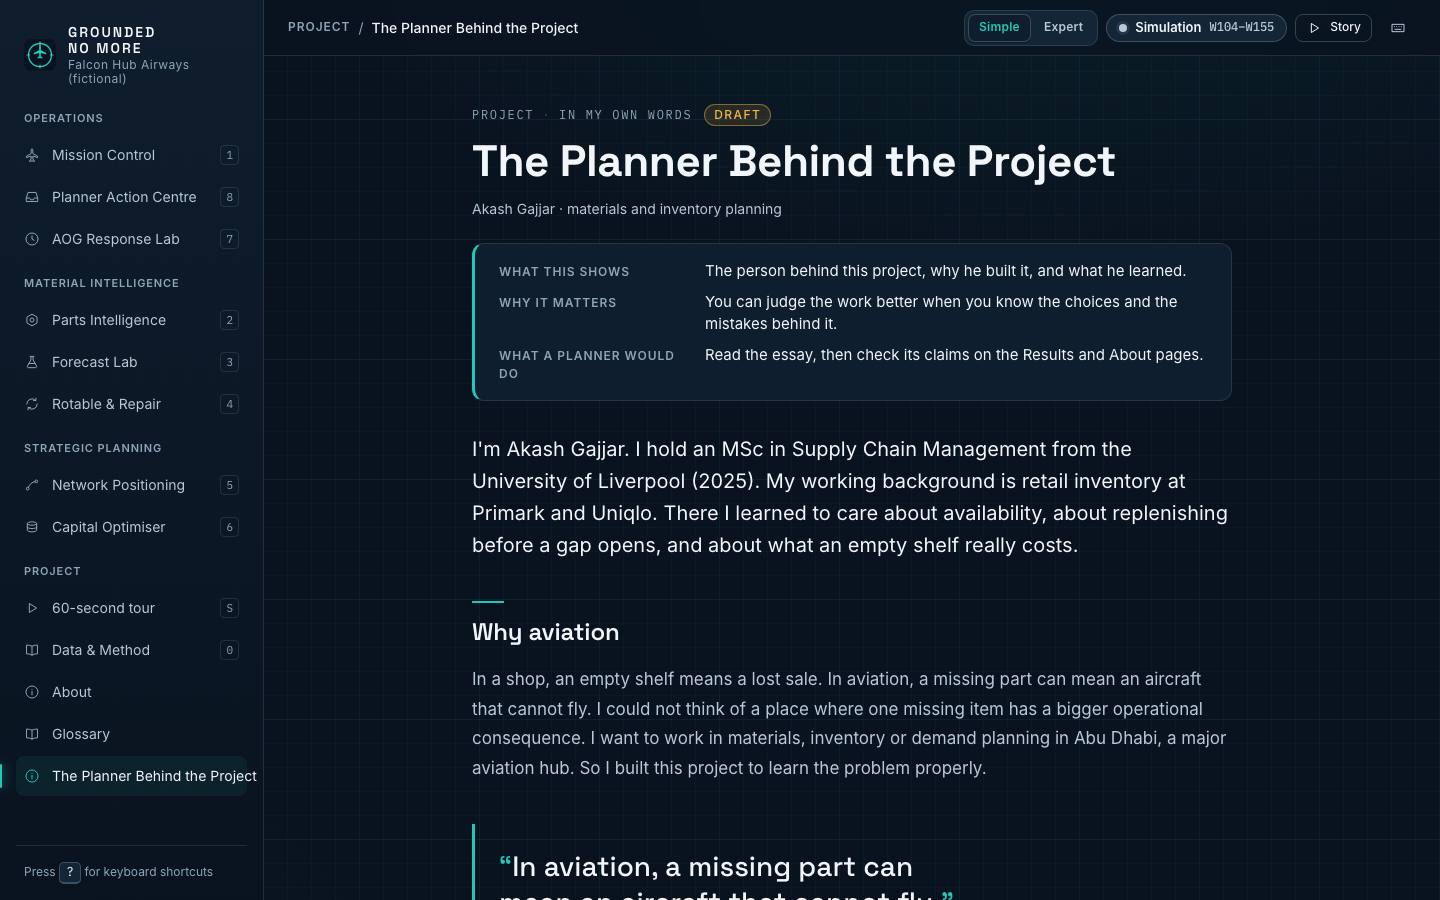 GROUNDED
NO MORE
Falcon Hub Airways
(fictional)
OPERATIONS
Mission Control 1
Planner Action Centre 8
AOG Response Lab 7
MATERIAL INTELLIGENCE
Parts Intelligence 2
Forecast Lab 3
Rotable & Repair 4
STRATEGIC PLANNING
Network Positioning 5
Capital Optimiser 6
PROJECT
60-second tour S
Data & Method 0
About
Glossary
The Planner Behind the Project
Press ? for keyboard shortcuts
PROJECT / The Planner Behind the Project
Simple Expert Simulation W104–W155 Story
PROJECT · IN MY OWN WORDS DRAFT
The Planner Behind the Project
Akash Gajjar · materials and inventory planning
WHAT THIS SHOWS The person behind this project, why he built it, and what he learned.
WHY IT MATTERS You can judge the work better when you know the choices and the
mistakes behind it.
WHAT A PLANNER WOULD Read the essay, then check its claims on the Results and About pages.
DO
I'm Akash Gajjar. I hold an MSc in Supply Chain Management from the
University of Liverpool (2025). My working background is retail inventory at
Primark and Uniqlo. There I learned to care about availability, about replenishing
before a gap opens, and about what an empty shelf really costs.
Why aviation
In a shop, an empty shelf means a lost sale. In aviation, a missing part can mean an aircraft
that cannot fly. I could not think of a place where one missing item has a bigger operational
consequence. I want to work in materials, inventory or demand planning in Abu Dhabi, a major
aviation hub. So I built this project to learn the problem properly.
“In aviation, a missing part can
mean an aircraft that cannot fly.”